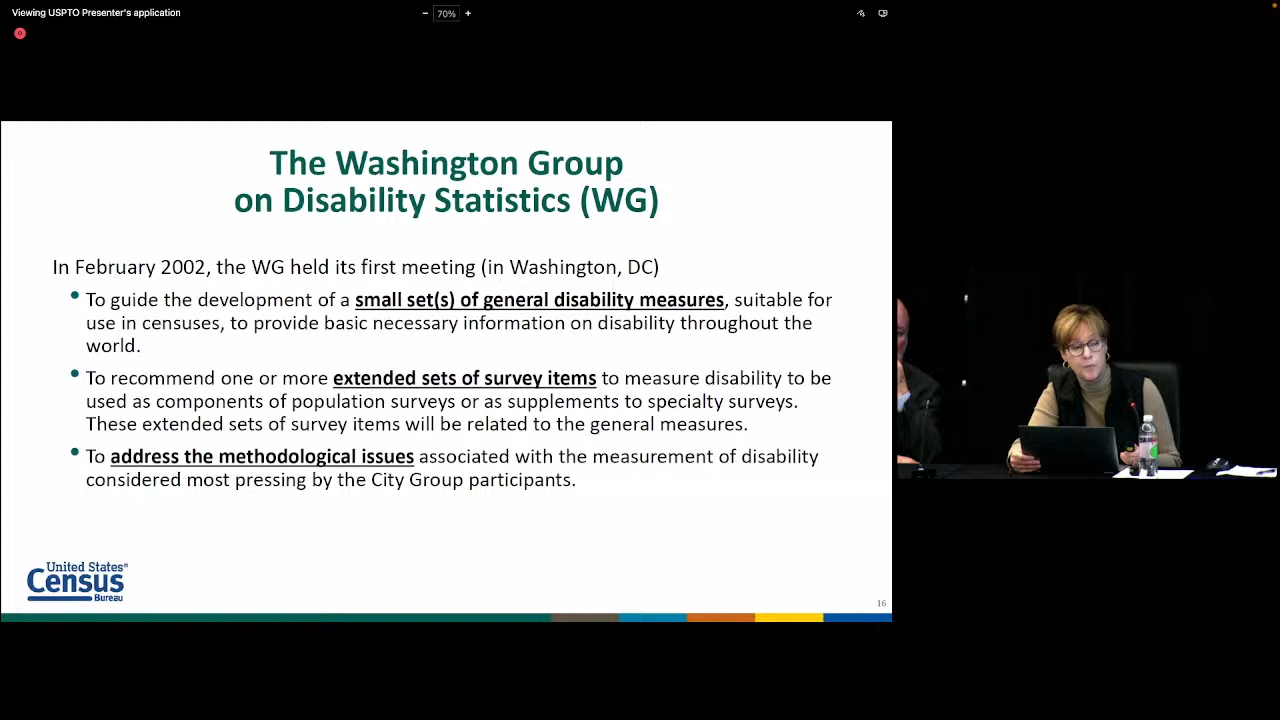 Viewing USPTO Presenter's application
− 70% +
The Washington Group
on Disability Statistics (WG)
In February 2002, the WG held its first meeting (in Washington, DC)
• To guide the development of a small set(s) of general disability measures, suitable for
use in censuses, to provide basic necessary information on disability throughout the
world.
• To recommend one or more extended sets of survey items to measure disability to be
used as components of population surveys or as supplements to specialty surveys.
These extended sets of survey items will be related to the general measures.
• To address the methodological issues associated with the measurement of disability
considered most pressing by the City Group participants.
United States®
Census
Bureau
16